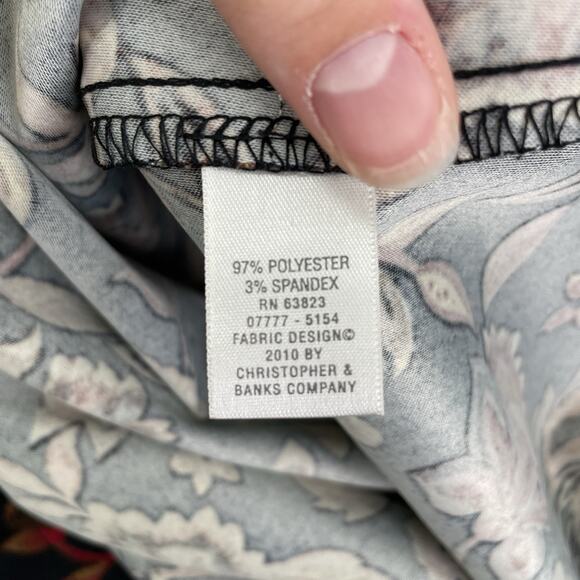 97% POLYESTER
3% SPANDEX
RN 63823
07777 - 5154
FABRIC DESIGN©
2010 BY
CHRISTOPHER &
BANKS COMPANY